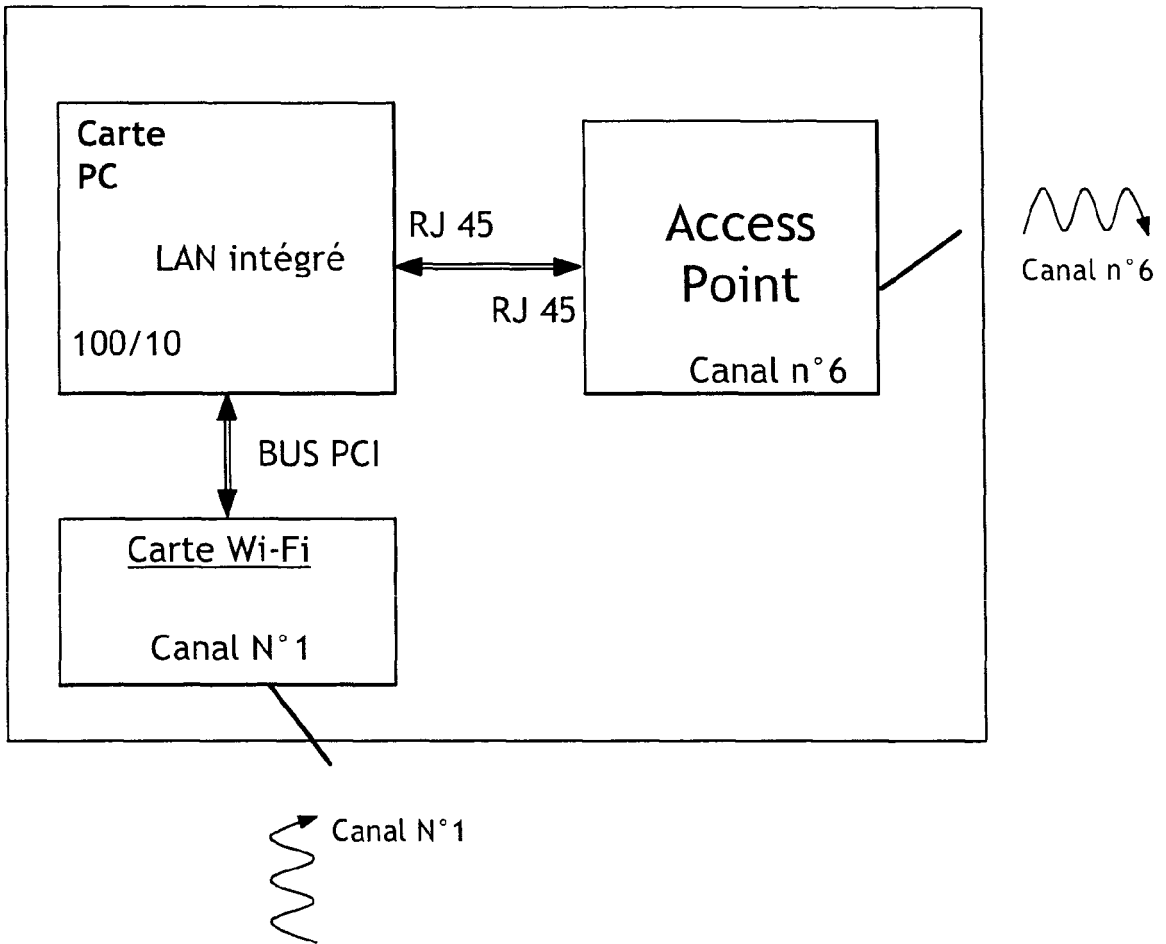 Carte
PC
LAN intégré
100/10
RJ 45
RJ 45
Access
Point
Canal n°6
Canal n°6
BUS PCI
Carte Wi-Fi
Canal N°1
Canal N°1